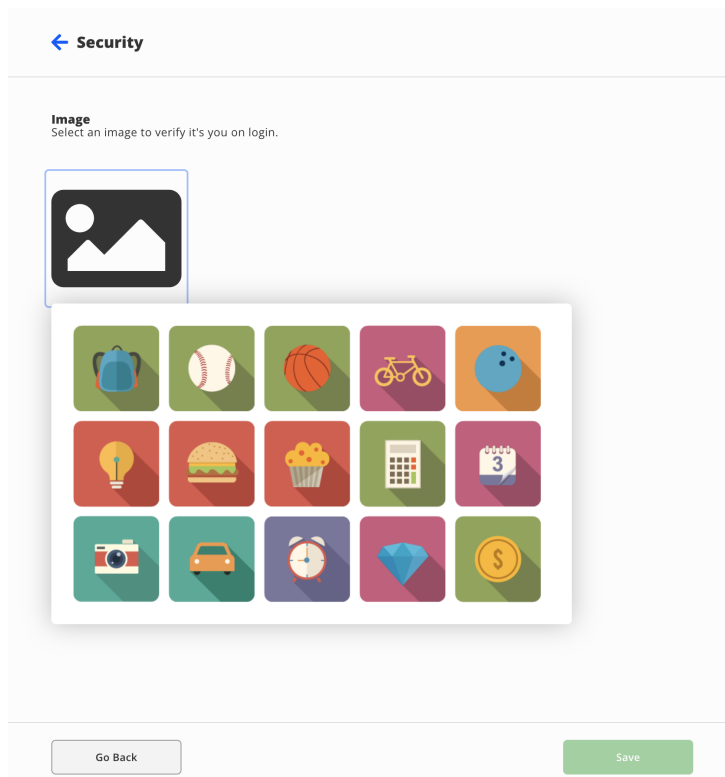 Security
Image
Select an image to verify it's you on login.
3
$
Go Back
Save